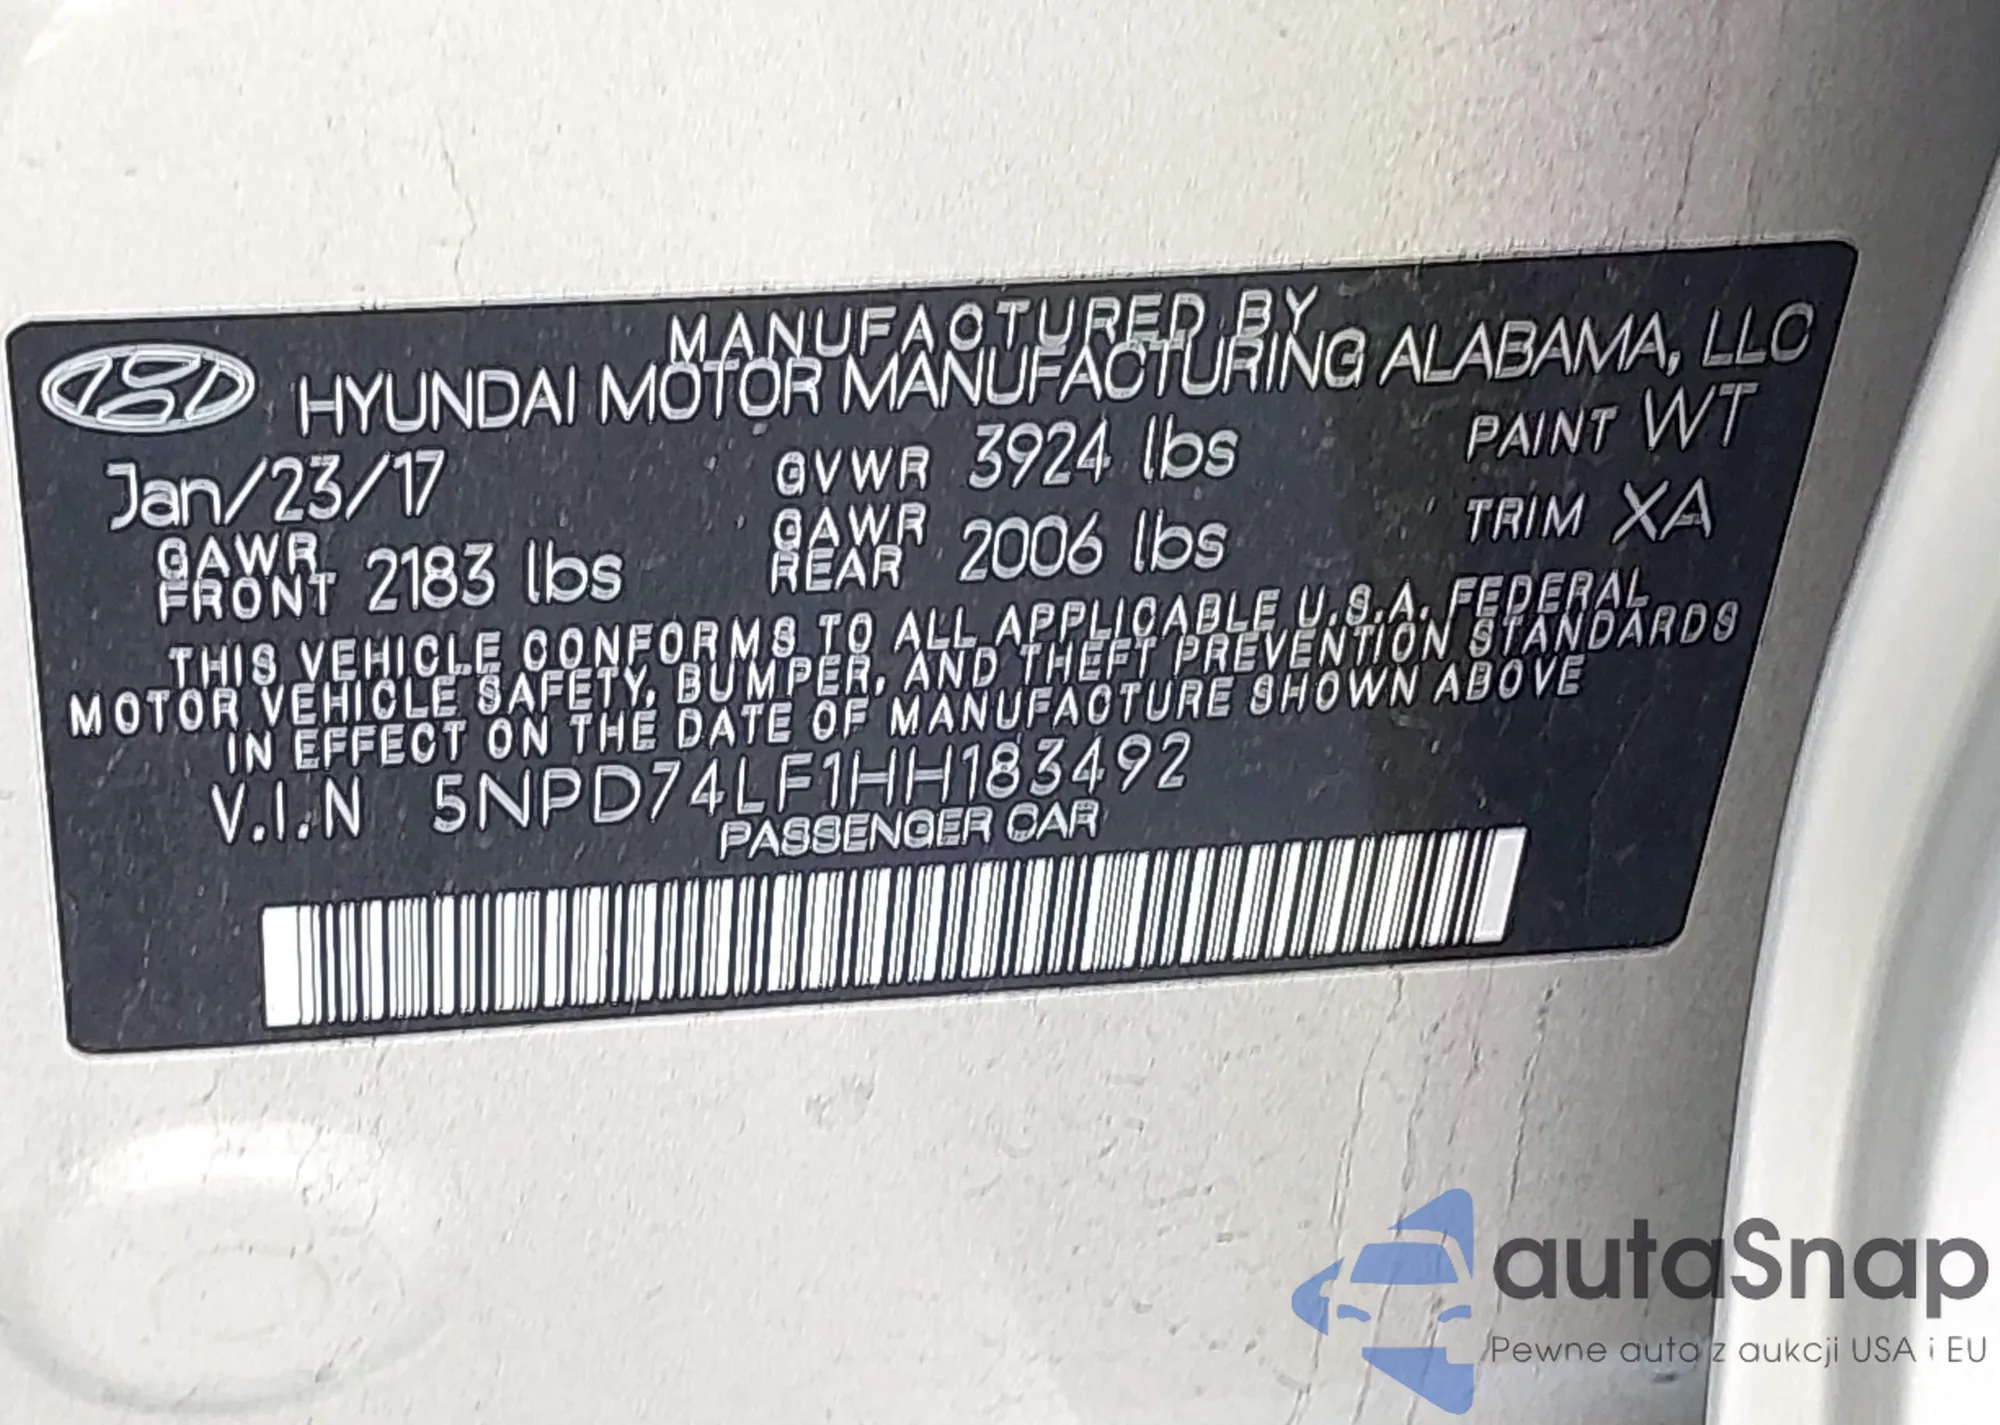 MANUFACTURED BY
HYUNDAI MOTOR MANUFACTURING ALABAMA, LLC
Jan/23/17 GVWR 3924 lbs PAINT WT
GAWR FRONT 2183 lbs GAWR REAR 2006 lbs TRIM XA
THIS VEHICLE CONFORMS TO ALL APPLICABLE U.S.A. FEDERAL
MOTOR VEHICLE SAFETY, BUMPER, AND THEFT PREVENTION STANDARDS
IN EFFECT ON THE DATE OF MANUFACTURE SHOWN ABOVE
V.I.N 5NPD74LF1HH183492
PASSENGER CAR
autaSnap
Pewne auta z aukcji USA i EU